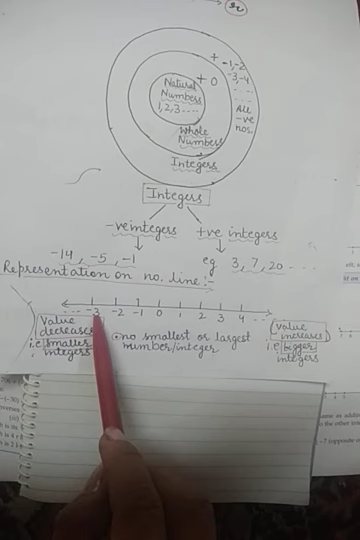 + -1, -2
-3, -4
Natural
Numbers
1, 2, 3 ....
+ 0
All
-ve
nos.
Whole
Numbers
Integers
Integers
-ve integers
+ve integers
-14, -5, -1
eg 3, 7, 20 ...
Representation on no. line :-
... -3 -2 -1 0 1 2 3 4 ...
Value
decreases
i.e smaller
integers
no smallest or largest
number/integer
Value
increases
i.e bigger
integers